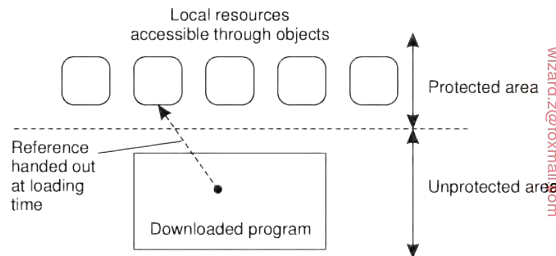 Local resources
accessible through objects
Protected area
Reference
handed out
at loading
time
Unprotected area
Downloaded program
wizard.z@foxmail.com